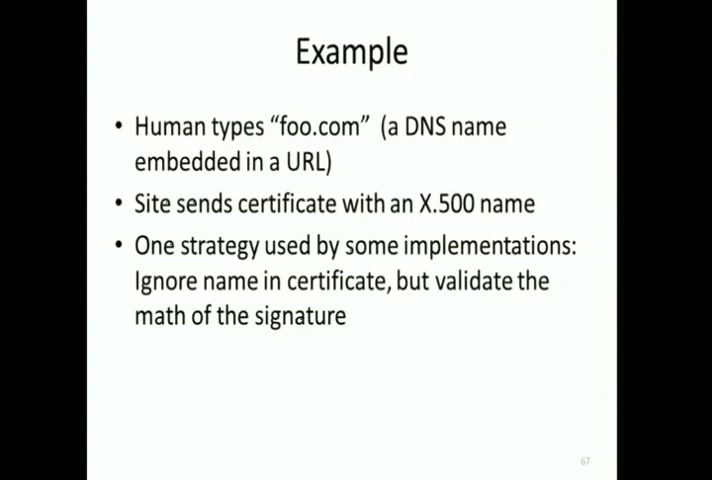 Example
• Human types “foo.com” (a DNS name
embedded in a URL)
• Site sends certificate with an X.500 name
• One strategy used by some implementations:
Ignore name in certificate, but validate the
math of the signature
67